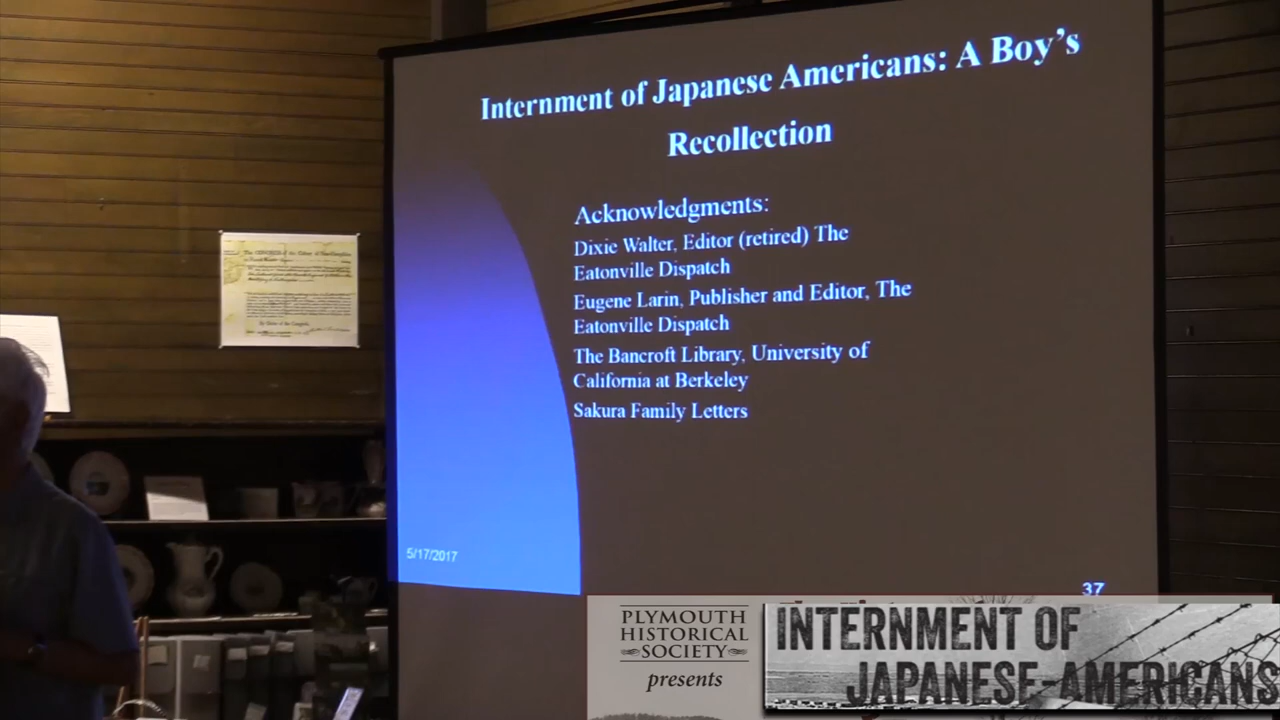 Internment of Japanese Americans: A Boy's
Recollection
Acknowledgments:
Dixie Walter, Editor (retired) The
Eatonville Dispatch
Eugene Larin, Publisher and Editor, The
Eatonville Dispatch
The Bancroft Library, University of
California at Berkeley
Sakura Family Letters
5/17/2017
37
PLYMOUTH
HISTORICAL
SOCIETY
presents
INTERNMENT OF
JAPANESE-AMERICANS